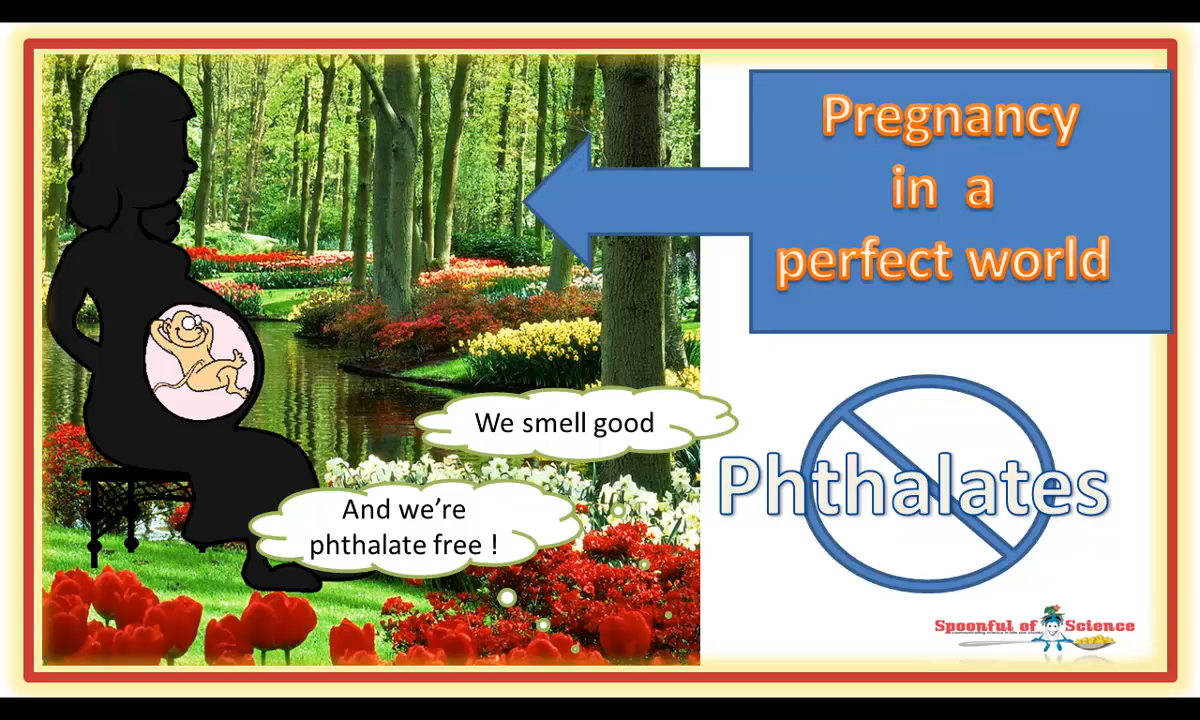 Pregnancy
in a
perfect world
We smell good
And we're
phthalate free !
Phthalates
Spoonful of Science